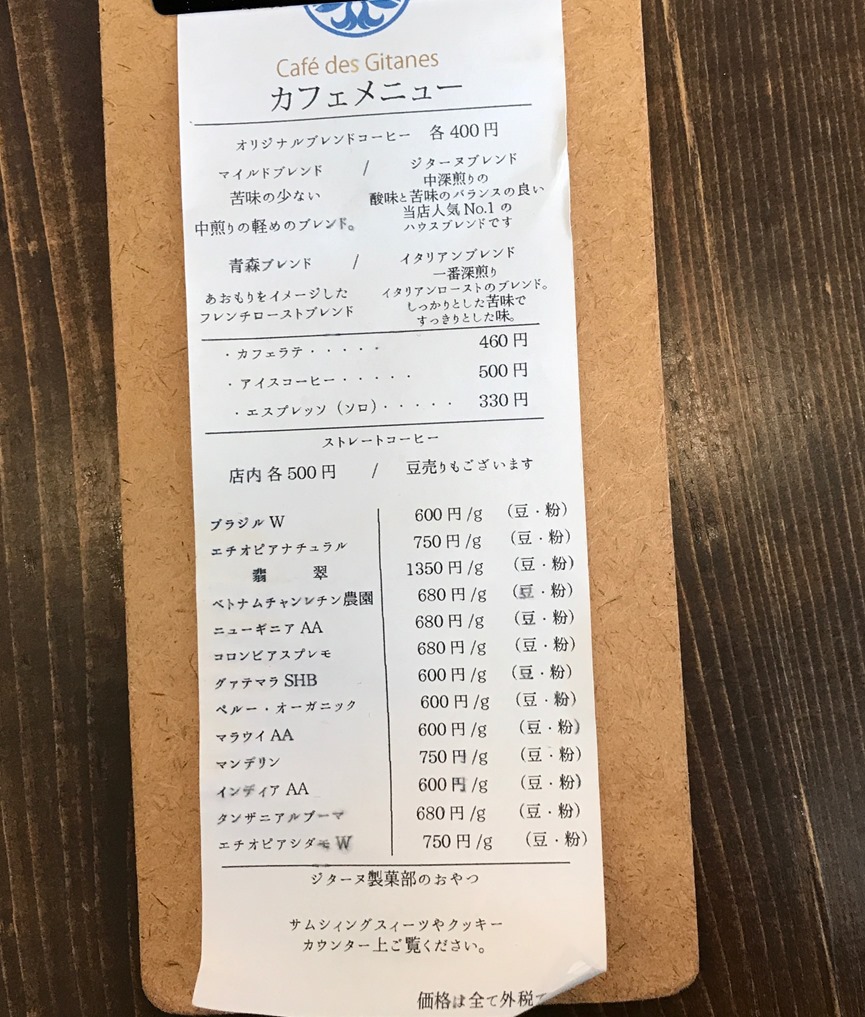 Café des Gitanes
カフェメニュー
オリジナルブレンドコーヒー 各400円
マイルドブレンド / ジターヌブレンド
苦味の少ない
中煎りの軽めのブレンド。
中深煎りの
酸味と苦味のバランスの良い
当店人気 No.1 の
ハウスブレンドです
青森ブレンド / イタリアンブレンド
あおもりをイメージした
フレンチローストブレンド
一番深煎り
イタリアンローストのブレンド。
しっかりとした苦味で
すっきりとした味。
・カフェラテ・・・・・ 460円
・アイスコーヒー・・・・・ 500円
・エスプレッソ（ソロ）・・・・・ 330円
ストレートコーヒー
店内 各500円 / 豆売りもございます
ブラジル W 600円/g （豆・粉）
エチオピアナチュラル 750円/g （豆・粉）
翡 翠 1350円/g （豆・粉）
ベトナムチャンレチン農園 680円/g （豆・粉）
ニューギニア AA 680円/g （豆・粉）
コロンビアスプレモ 680円/g （豆・粉）
グァテマラ SHB 600円/g （豆・粉）
ペルー・オーガニック 600円/g （豆・粉）
マラウイ AA 600円/g （豆・粉）
マンデリン 750円/g （豆・粉）
インディア AA 600円/g （豆・粉）
タンザニアルブーマ 680円/g （豆・粉）
エチオピアシダモ W 750円/g （豆・粉）
ジターヌ製菓部のおやつ
サムシィングスィーツやクッキー
カウンター上ご覧ください。
価格は全て外税